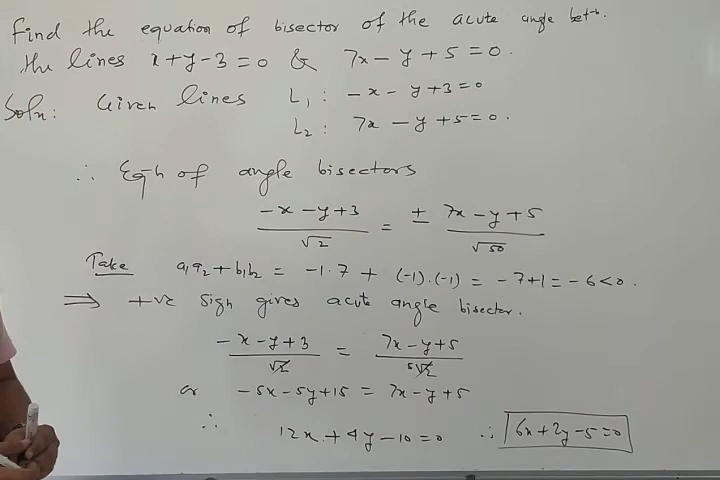 Find the equation of bisector of the acute angle bet-n.
the lines x+y-3=0 & 7x-y+5=0.
Soln: Given lines L₁: -x-y+3=0
L₂: 7x-y+5=0.
∴ Eqn of angle bisectors
(-x-y+3)/√2 = ± (7x-y+5)/√50
Take a₁a₂+b₁b₂ = -1.7 + (-1).(-1) = -7+1 = -6<0.
⇒ +ve sign gives acute angle bisector.
(-x-y+3)/√2 = (7x-y+5)/5√2
or -5x-5y+15 = 7x-y+5
∴ 12x+4y-10=0 ∴ 6x+2y-5=0